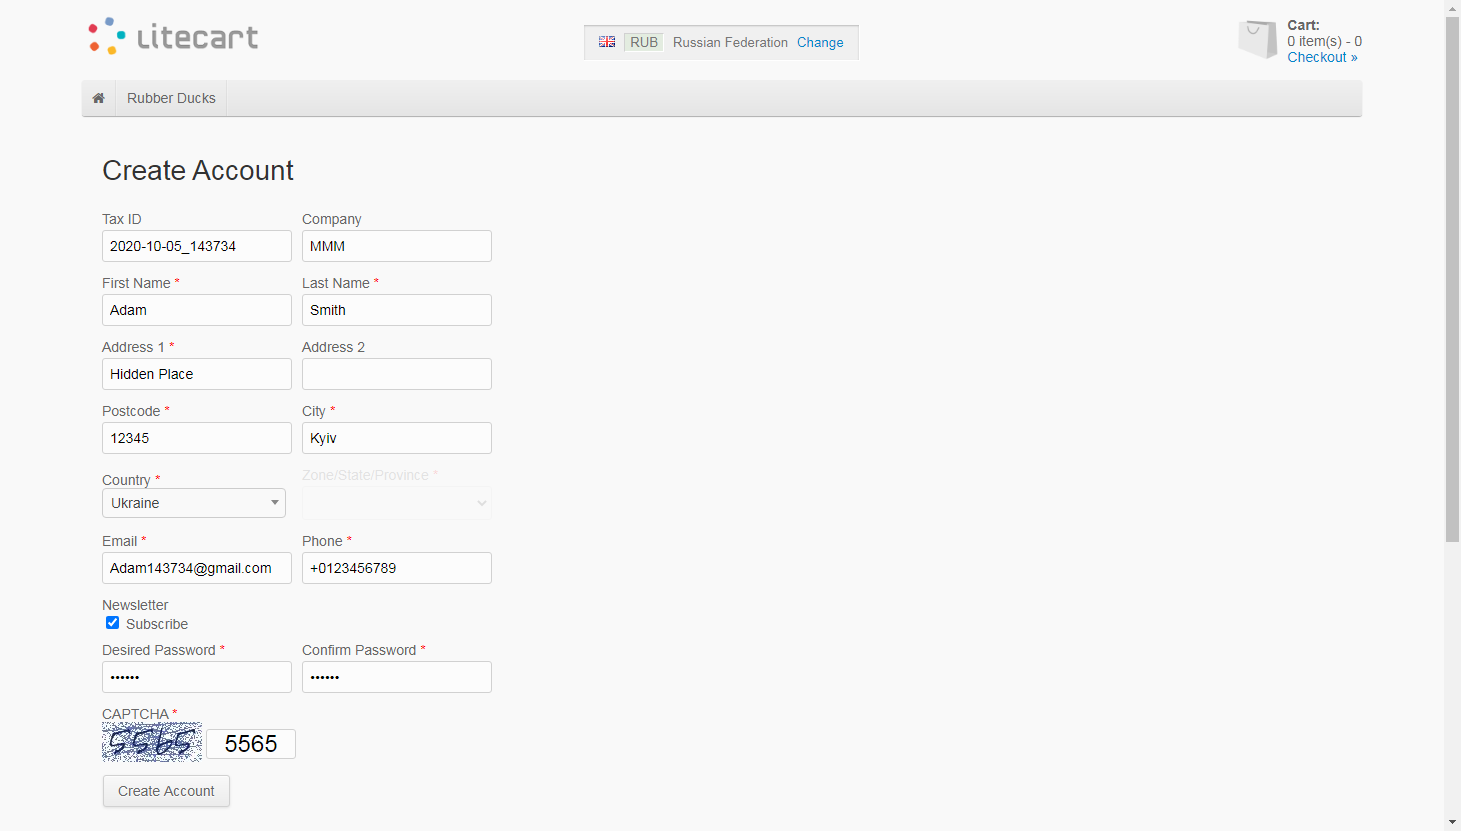 Litecart
RUB Russian Federation Change
Cart:
0 item(s) - 0
Checkout »
Rubber Ducks
Create Account
Tax ID Company
2020-10-05_143734 MMM
First Name * Last Name *
Adam Smith
Address 1 * Address 2
Hidden Place
Postcode * City *
12345 Kyiv
Country * Zone/State/Province *
Ukraine
Email * Phone *
Adam143734@gmail.com +0123456789
Newsletter
Subscribe
Desired Password * Confirm Password *
•••••• ••••••
CAPTCHA *
5565 5565
Create Account